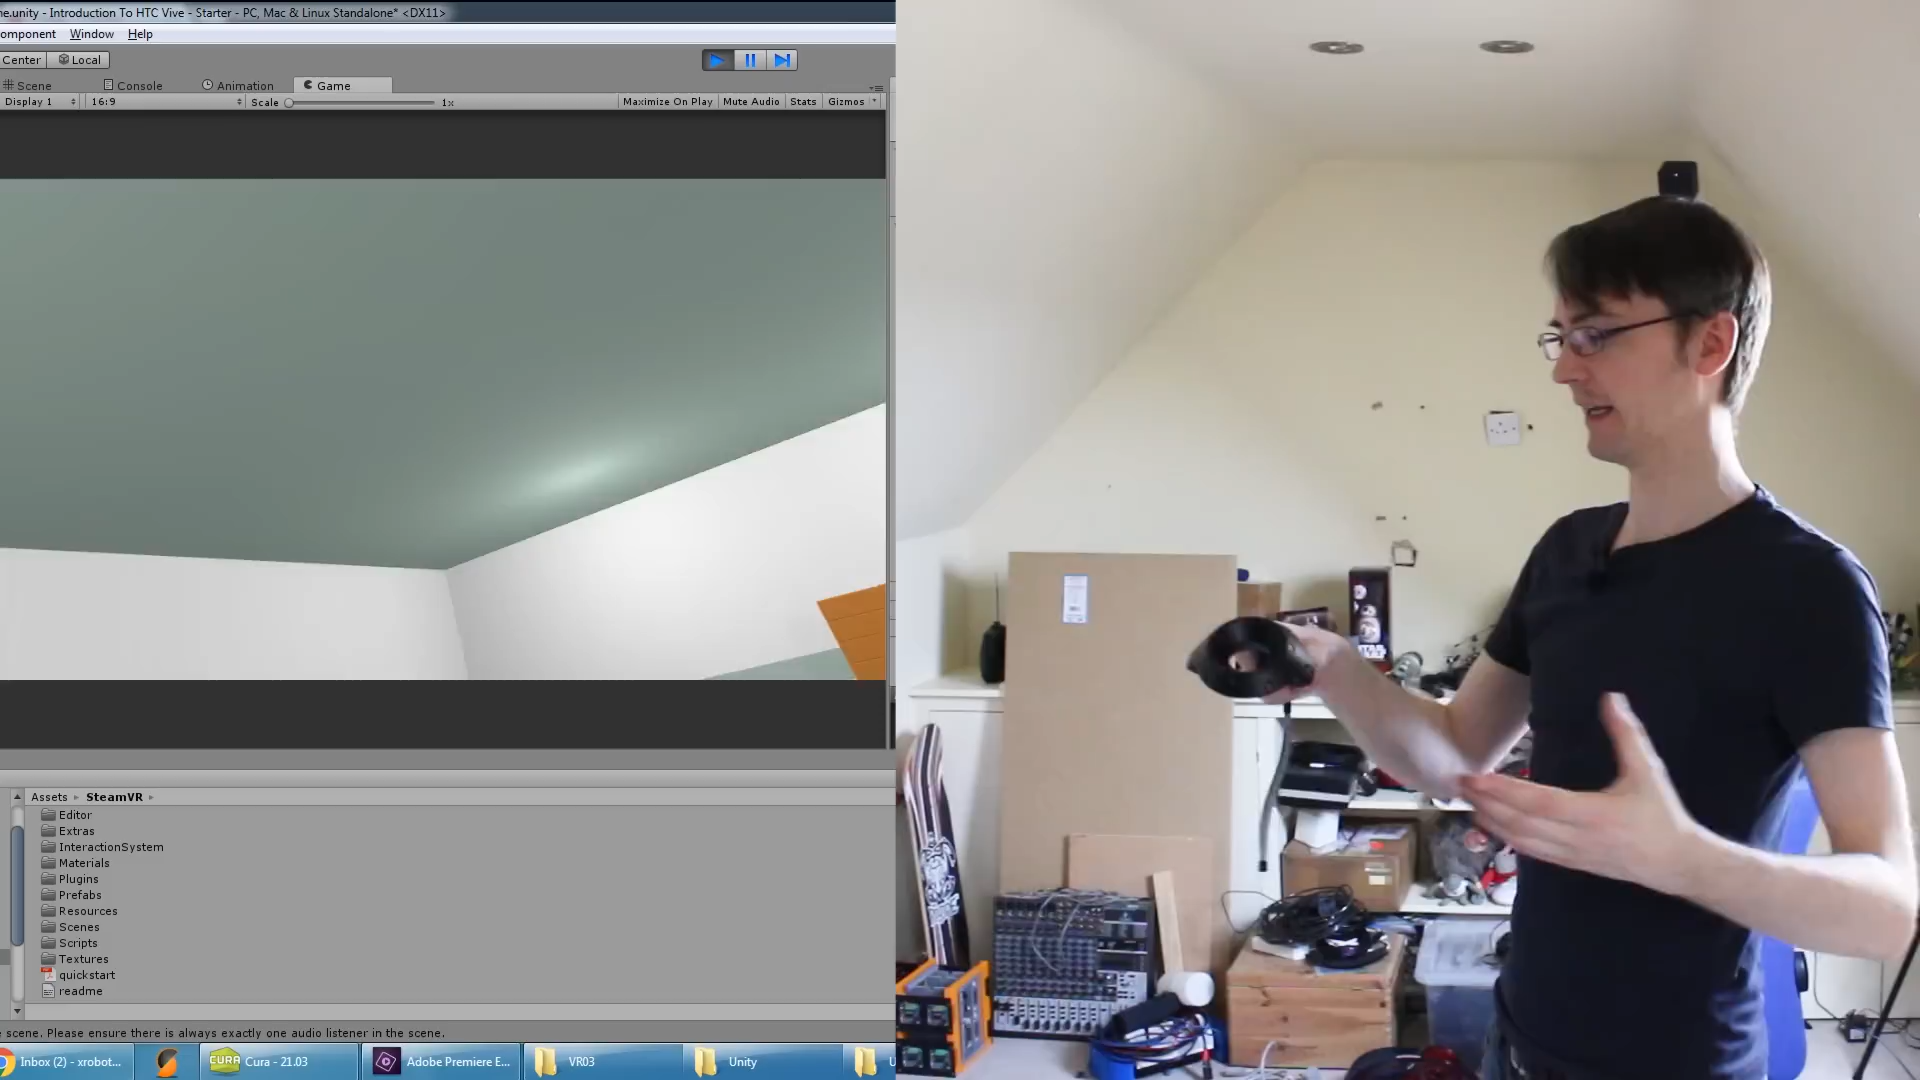 e.unity - Introduction To HTC Vive - Starter - PC, Mac & Linux Standalone* <DX11>
omponent Window Help
Center Local
Scene Console Animation Game
Display 1 16:9 Scale 1x Maximize On Play Mute Audio Stats Gizmos
Assets SteamVR
Editor
Extras
InteractionSystem
Materials
Plugins
Prefabs
Resources
Scenes
Scripts
Textures
quickstart
readme
scene. Please ensure there is always exactly one audio listener in the scene.
Inbox (2) - xrobot... CURA Cura - 21.03 Adobe Premiere E... VR03 Unity U
STAR
WARS